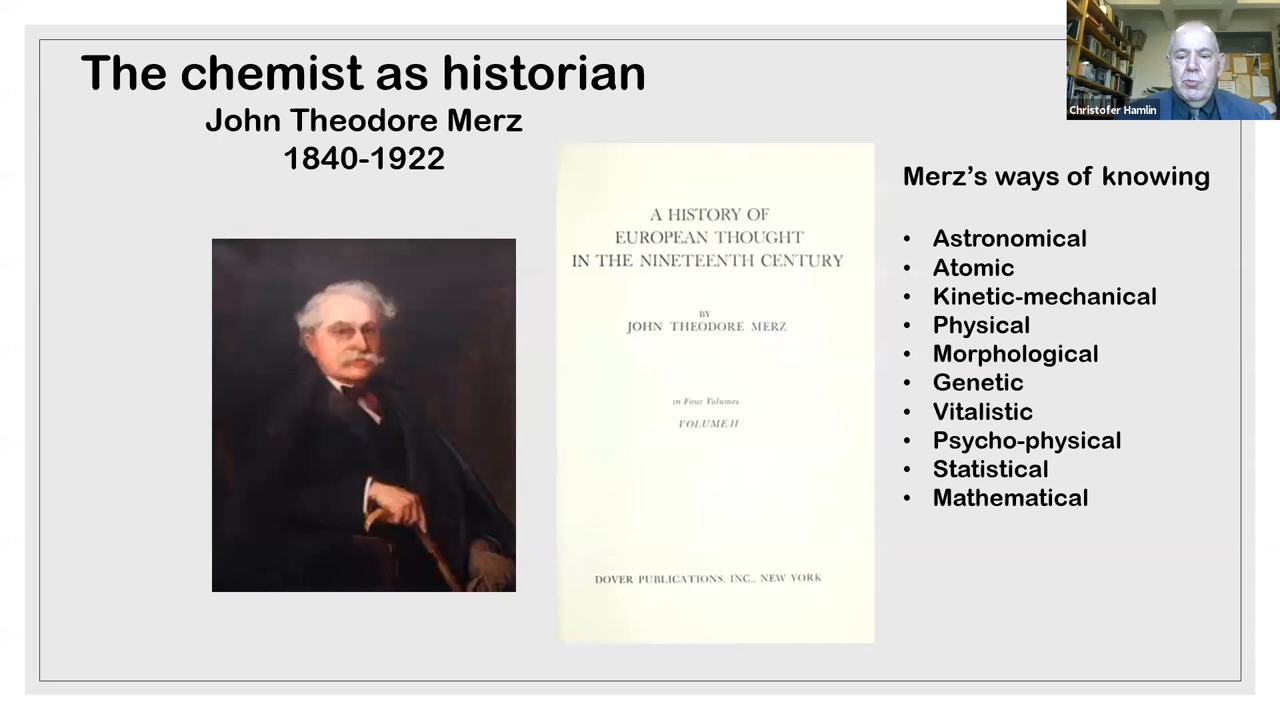 The chemist as historian
John Theodore Merz
1840-1922
A HISTORY OF
EUROPEAN THOUGHT
IN THE NINETEENTH CENTURY
BY
JOHN THEODORE MERZ
in Four Volumes
VOLUME II
DOVER PUBLICATIONS, INC., NEW YORK
Merz’s ways of knowing
• Astronomical
• Atomic
• Kinetic-mechanical
• Physical
• Morphological
• Genetic
• Vitalistic
• Psycho-physical
• Statistical
• Mathematical
Christofer Hamlin